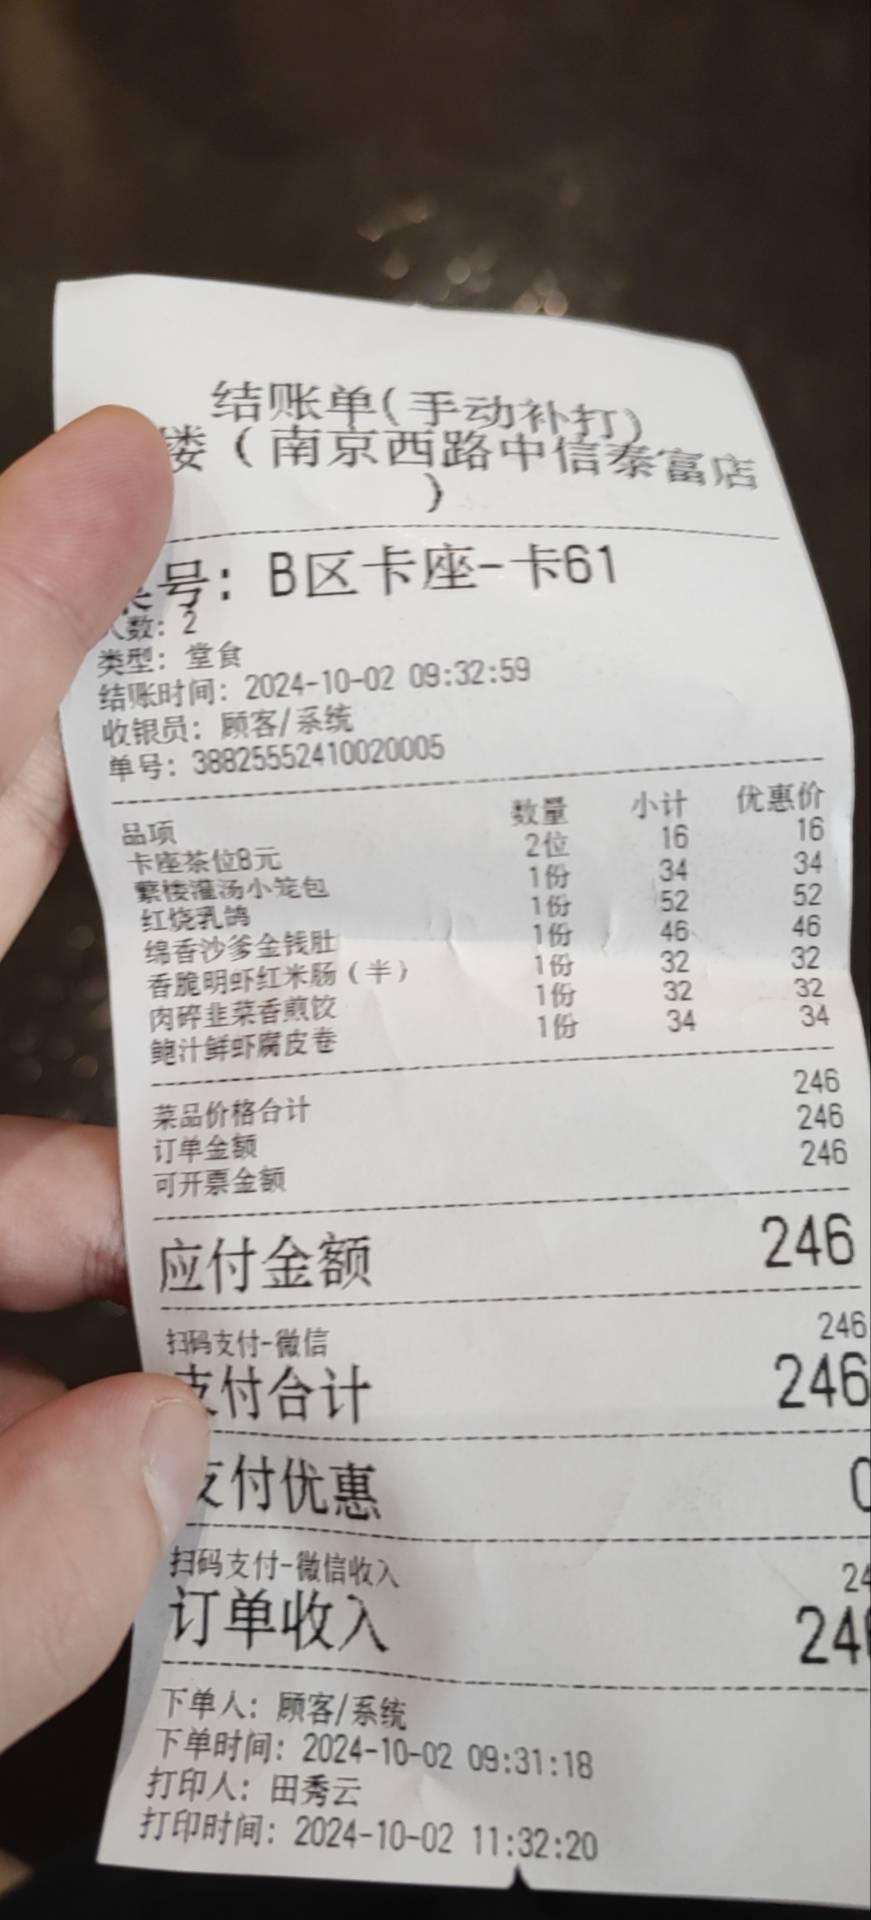 结账单(手动补打)
楼(南京西路中信泰富店
)
号: B区卡座-卡61
人数: 2
类型: 堂食
结账时间: 2024-10-02 09:32:59
收银员: 顾客/系统
单号: 38825552410020005
品项 数量 小计 优惠价
卡座茶位8元 2位 16 16
繁楼灌汤小笼包 1份 34 34
红烧乳鸽 1份 52 52
绵香沙爹金钱肚 1份 46 46
香脆明虾红米肠(半) 1份 32 32
肉碎韭菜香煎饺 1份 32 32
鲍汁鲜虾腐皮卷 1份 34 34
菜品价格合计 246
订单金额 246
可开票金额 246
应付金额 246
扫码支付-微信 246
支付合计 246
支付优惠 0
扫码支付-微信收入 24
订单收入 246
下单人: 顾客/系统
下单时间: 2024-10-02 09:31:18
打印人: 田秀云
打印时间: 2024-10-02 11:32:20